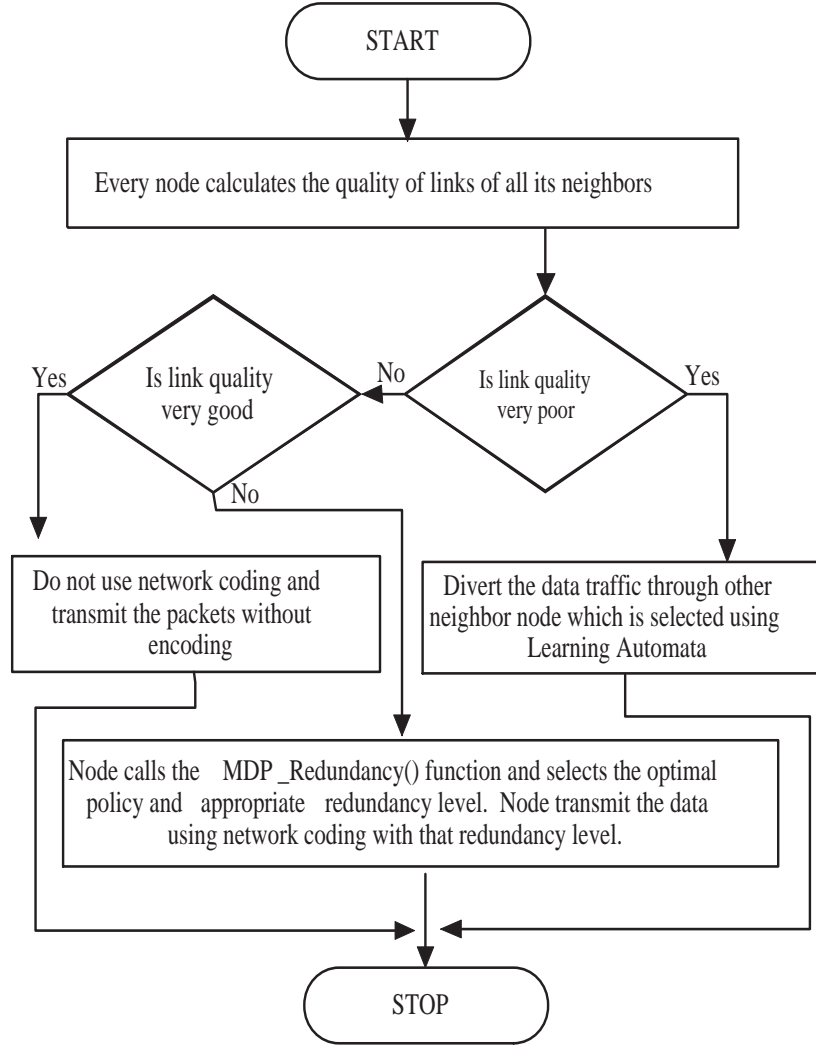 START
Every node calculates the quality of links of all its neighbors
Yes
Is link quality
very good
No
Is link quality
very poor
Yes
No
Do not use network coding and
transmit the packets without
encoding
Divert the data traffic through other
neighbor node which is selected using
Learning Automata
Node calls the MDP_Redundancy() function and selects the optimal
policy and appropriate redundancy level. Node transmit the data
using network coding with that redundancy level.
STOP